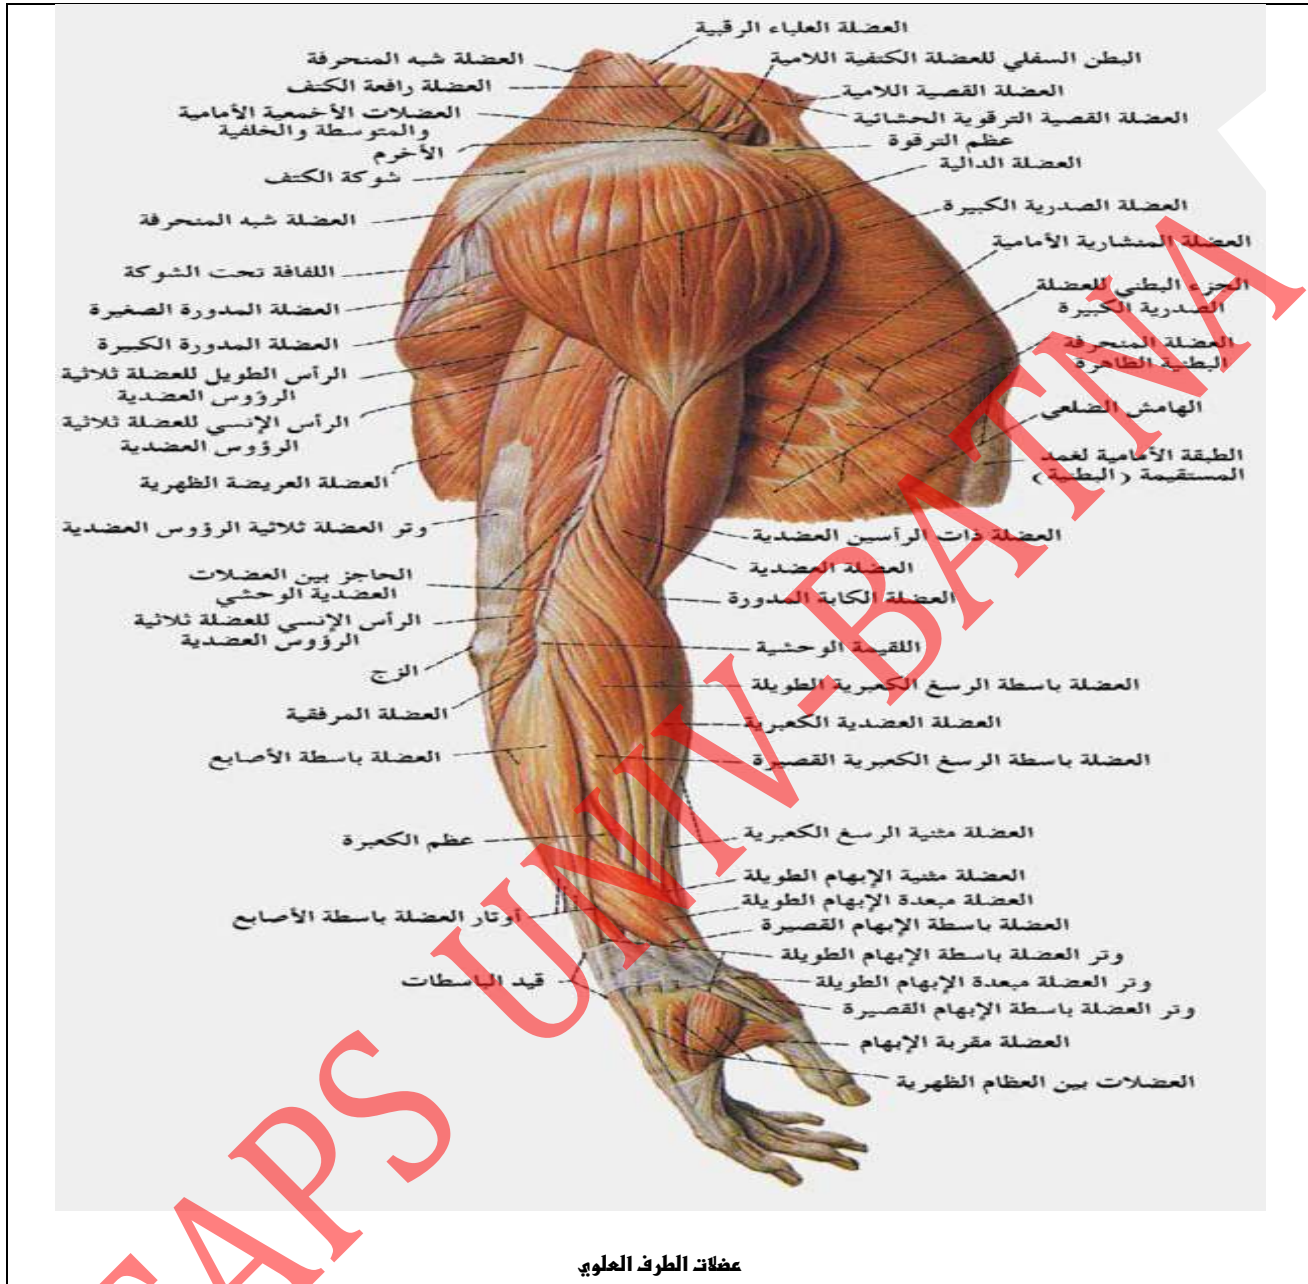 العضلة العلباء الرقبية
البطن السفلي للعضلة الكتفية اللامية
العضلة القصية اللامية
العضلة القصية الترقوية الخشائية
عظم الترقوة
العضلة الدالية
العضلة الصدرية الكبيرة
العضلة المنشارية الأمامية
الجزء البطني للعضلة
الصدرية الكبيرة
العضلة المنحرفة
البطنية الظاهرة
الهامش الضلعي
الطبقة الأمامية لغمد
المستقيمة (البطنية)
العضلة ذات الرأسين العضدية
العضلة العضدية
العضلة الكابة المدورة
اللقيمة الوحشية
العضلة باسطة الرسغ الكعبرية الطويلة
العضلة العضدية الكعبرية
العضلة باسطة الرسغ الكعبرية القصيرة
العضلة مثنية الرسغ الكعبرية
العضلة مثنية الإبهام الطويلة
العضلة مبعدة الإبهام الطويلة
العضلة باسطة الإبهام القصيرة
وتر العضلة باسطة الإبهام الطويلة
وتر العضلة مبعدة الإبهام الطويلة
وتر العضلة باسطة الإبهام القصيرة
العضلة مقربة الإبهام
العضلات بين العظام الظهرية
العضلة شبه المنحرفة
العضلة رافعة الكتف
العضلات الأخمعية الأمامية
والمتوسطة والخلفية
الأخرم
شوكة الكتف
العضلة شبه المنحرفة
اللفافة تحت الشوكة
العضلة المدورة الصغيرة
العضلة المدورة الكبيرة
الرأس الطويل للعضلة ثلاثية
الرؤوس العضدية
الرأس الإنسي للعضلة ثلاثية
الرؤوس العضدية
العضلة العريضة الظهرية
وتر العضلة ثلاثية الرؤوس العضدية
الحاجز بين العضلات
العضدية الوحشي
الرأس الإنسي للعضلة ثلاثية
الرؤوس العضدية
الزج
العضلة المرفقية
العضلة باسطة الأصابع
عظم الكعبرة
أوتار العضلة باسطة الأصابع
قيد الباسطات
عضلات الطرف العلوي
TAPS UNIV-BATNA